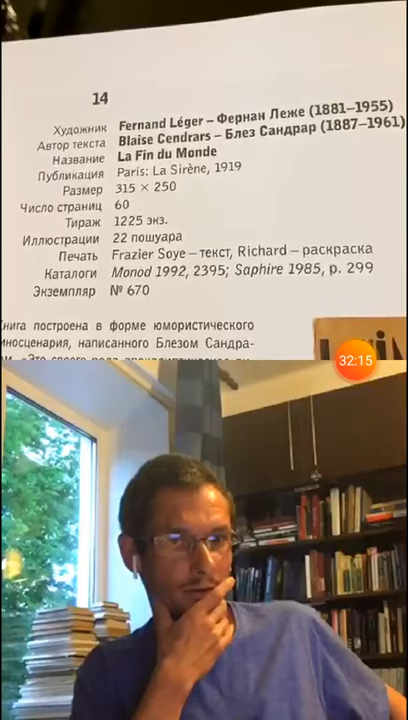 14
Художник Fernand Léger – Фернан Леже (1881–1955)
Автор текста Blaise Cendrars – Блез Сандрар (1887–1961)
Название La Fin du Monde
Публикация Paris: La Sirène, 1919
Размер 315 × 250
Число страниц 60
Тираж 1225 экз.
Иллюстрации 22 пошуара
Печать Frazier Soye – текст, Richard – раскраска
Каталоги Monod 1992, 2395; Saphire 1985, p. 299
Экземпляр № 670
Книга построена в форме юмористического
киносценария, написанного Блезом Сандра-
32:15